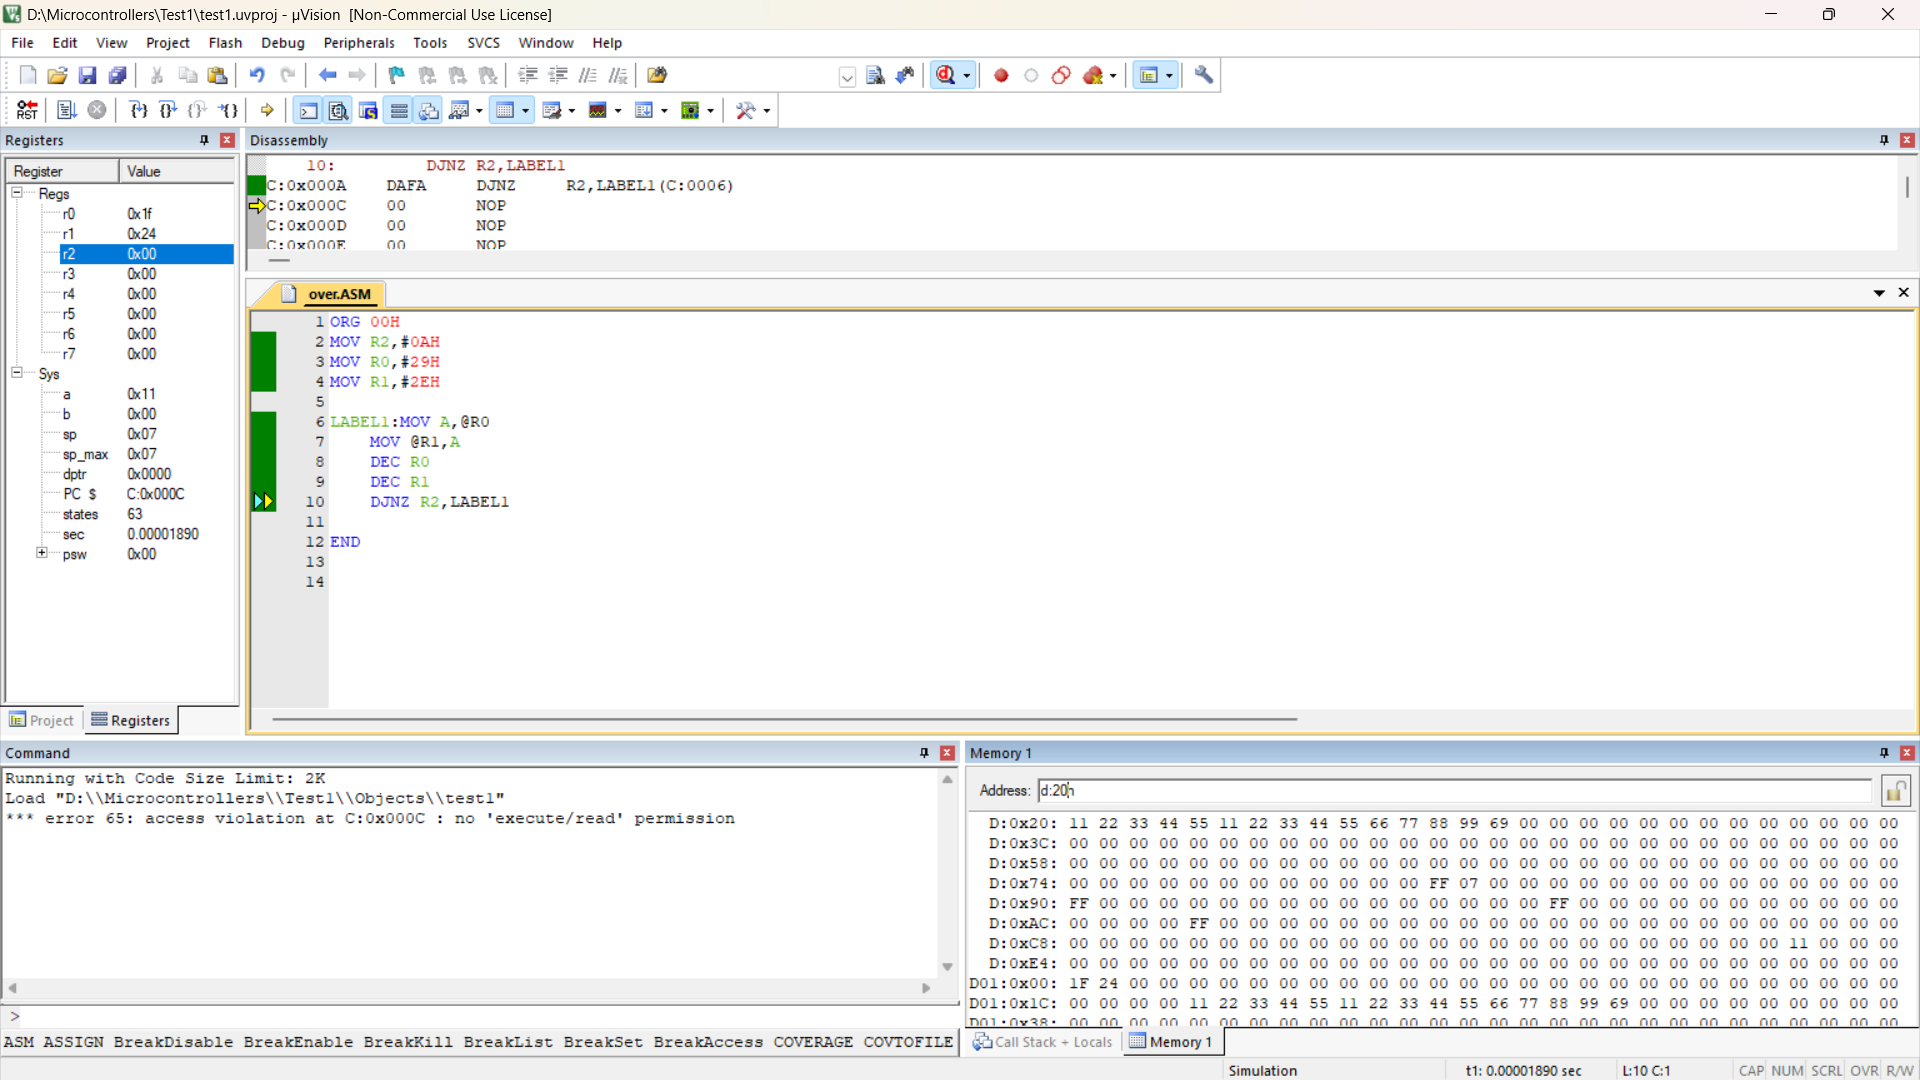 D:\Microcontrollers\Test1\test1.uvproj - µVision  [Non-Commercial Use License]
File Edit View Project Flash Debug Peripherals Tools SVCS Window Help
RST
Registers
Register Value
Regs
r0 0x1f
r1 0x24
r2 0x00
r3 0x00
r4 0x00
r5 0x00
r6 0x00
r7 0x00
Sys
a 0x11
b 0x00
sp 0x07
sp_max 0x07
dptr 0x0000
PC $ C:0x000C
states 63
sec 0.00001890
psw 0x00
Project Registers
Disassembly
10: DJNZ R2,LABEL1
C:0x000A DAFA DJNZ R2,LABEL1(C:0006)
C:0x000C 00 NOP
C:0x000D 00 NOP
C:0x000E 00 NOP
over.ASM
1 ORG 00H
2 MOV R2,#0AH
3 MOV R0,#29H
4 MOV R1,#2EH
5
6 LABEL1:MOV A,@R0
7 MOV @R1,A
8 DEC R0
9 DEC R1
10 DJNZ R2,LABEL1
11
12 END
13
14
Command
Running with Code Size Limit: 2K
Load "D:\\Microcontrollers\\Test1\\Objects\\test1"
*** error 65: access violation at C:0x000C : no 'execute/read' permission
>
ASM ASSIGN BreakDisable BreakEnable BreakKill BreakList BreakSet BreakAccess COVERAGE COVTOFILE
Memory 1
Address: d:20h
D:0x20: 11 22 33 44 55 11 22 33 44 55 66 77 88 99 69 00 00 00 00 00 00 00 00 00 00 00 00 00
D:0x3C: 00 00 00 00 00 00 00 00 00 00 00 00 00 00 00 00 00 00 00 00 00 00 00 00 00 00 00 00
D:0x58: 00 00 00 00 00 00 00 00 00 00 00 00 00 00 00 00 00 00 00 00 00 00 00 00 00 00 00 00
D:0x74: 00 00 00 00 00 00 00 00 00 00 00 00 FF 07 00 00 00 00 00 00 00 00 00 00 00 00 00 00
D:0x90: FF 00 00 00 00 00 00 00 00 00 00 00 00 00 00 00 FF 00 00 00 00 00 00 00 00 00 00 00
D:0xAC: 00 00 00 00 FF 00 00 00 00 00 00 00 00 00 00 00 00 00 00 00 00 00 00 00 00 00 00 00
D:0xC8: 00 00 00 00 00 00 00 00 00 00 00 00 00 00 00 00 00 00 00 00 00 00 00 00 11 00 00 00
D:0xE4: 00 00 00 00 00 00 00 00 00 00 00 00 00 00 00 00 00 00 00 00 00 00 00 00 00 00 00 00
D01:0x00: 1F 24 00 00 00 00 00 00 00 00 00 00 00 00 00 00 00 00 00 00 00 00 00 00 00 00 00 00
D01:0x1C: 00 00 00 00 11 22 33 44 55 11 22 33 44 55 66 77 88 99 69 00 00 00 00 00 00 00 00 00
D01:0x38: 00 00 00 00 00 00 00 00 00 00 00 00 00 00 00 00 00 00 00 00 00 00 00 00 00 00 00 00
Call Stack + Locals Memory 1
Simulation t1: 0.00001890 sec L:10 C:1 CAP NUM SCRL OVR R/W